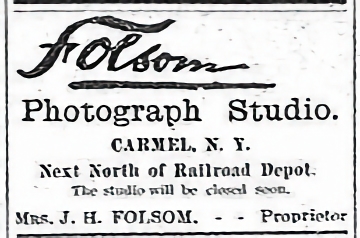 Folsom
Photograph Studio.
CARMEL, N. Y.
Next North of Railroad Depot.
The studio will be closed soon.
MRS. J. H. FOLSOM. - - Proprietor